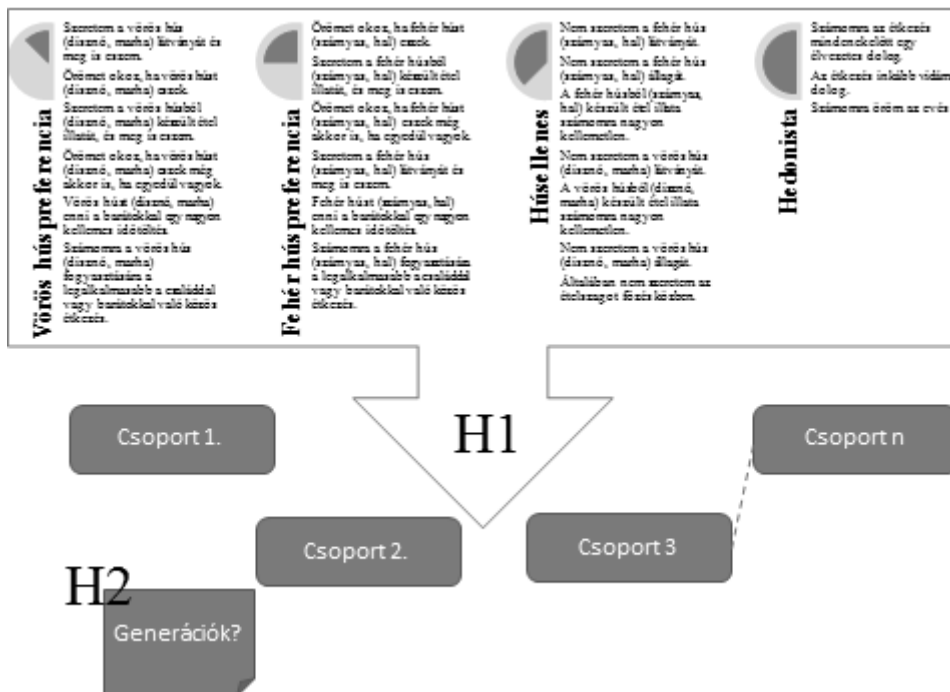 Vörös húspreferencia
Szeretem a vörös hús
(disznó, marha) látványát és
meg is eszem.
Örömet okoz, ha vörös húst
(disznó, marha) eszek.
Szeretem a vörös húsból
(disznó, marha) készült étel
illatát, és meg is eszem.
Örömet okoz, ha vörös húst
(disznó, marha) eszek még
akkor is, ha egyedül vagyok.
Vörös húst (disznó, marha)
enni a barátokkal egy nagyon
kellemes időtöltés.
Számomra a vörös hús
(disznó, marha)
fogyasztására a
legalkalmasabb a családdal
vagy barátokkal való közös
étkezés.
Fehér húspreferencia
Örömet okoz, ha fehér húst
(szárnyas, hal) eszek.
Szeretem a fehér húsból
(szárnyas, hal) készült étel
illatát, és meg is eszem.
Örömet okoz, ha fehér húst
(szárnyas, hal) eszek még
akkor is, ha egyedül vagyok.
Szeretem a fehér hús
(szárnyas, hal) látványát és
meg is eszem.
Fehér húst (szárnyas, hal)
enni a barátokkal egy nagyon
kellemes időtöltés.
Számomra a fehér hús
(szárnyas, hal) fogyasztására
a legalkalmasabb a családdal
vagy barátokkal való közös
étkezés.
Húsellenes
Nem szeretem a fehér hús
(szárnyas, hal) látványát.
Nem szeretem a fehér hús
(szárnyas, hal) állagát.
A fehér húsból (szárnyas,
hal) készült étel illata
számomra nagyon
kellemetlen.
Nem szeretem a vörös hús
(disznó, marha) látványát.
A vörös húsból (disznó,
marha) készült étel illata
számomra nagyon
kellemetlen.
Nem szeretem a vörös hús
(disznó, marha) állagát.
Általában nem szeretem az
ételszagot főzés közben.
Hedonista
Számomra az étkezés
mindenekelőtt egy
élvezetes dolog.
Az étkezés inkább vidám
dolog.
Számomra öröm az evés
H1
Csoport 1.
Csoport n
Csoport 2.
Csoport 3
H2
Generációk?